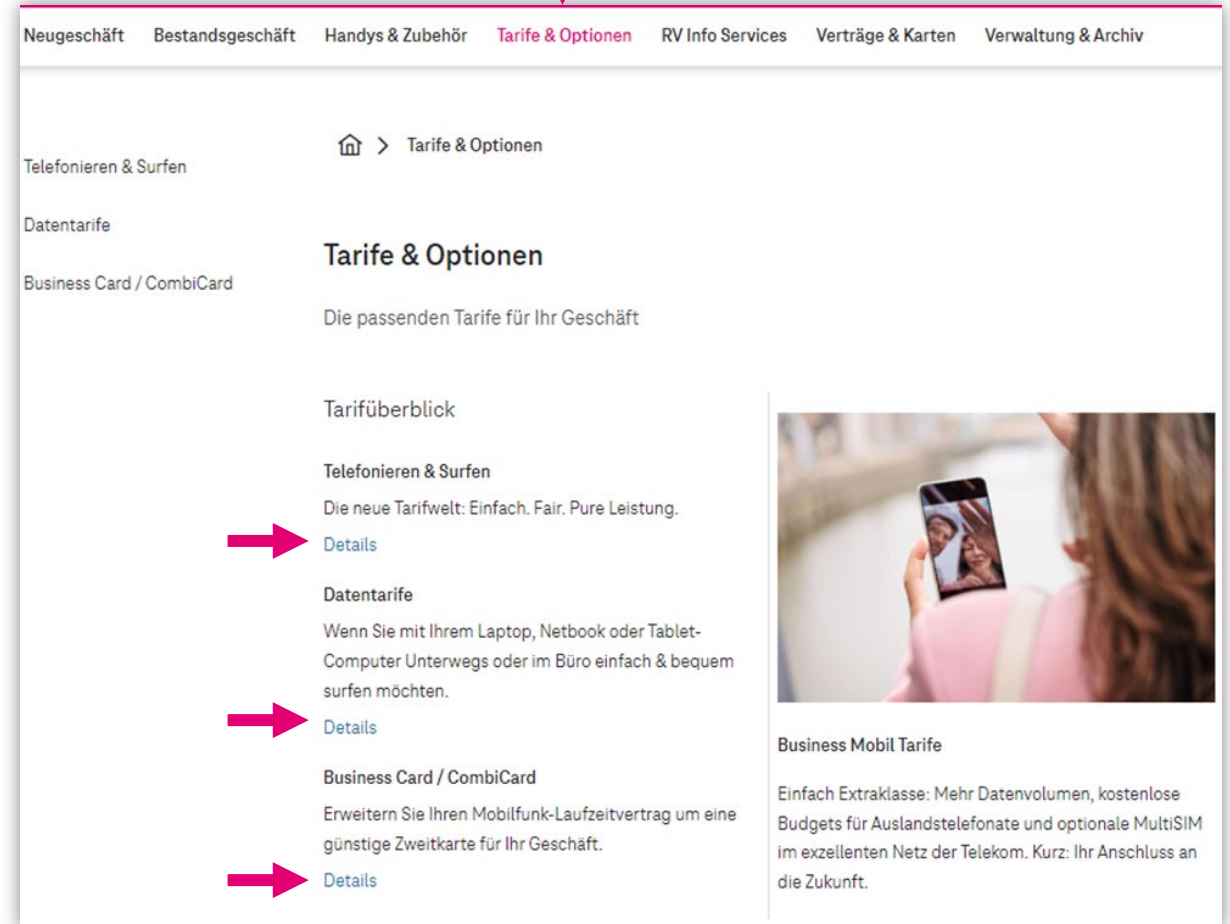 Neugeschäft Bestandsgeschäft Handys & Zubehör Tarife & Optionen RV Info Services Verträge & Karten Verwaltung & Archiv
Tarife & Optionen
Telefonieren & Surfen
Datentarife
Business Card / CombiCard
Tarife & Optionen
Die passenden Tarife für Ihr Geschäft
Tarifüberblick
Telefonieren & Surfen
Die neue Tarifwelt: Einfach. Fair. Pure Leistung.
Details
Datentarife
Wenn Sie mit Ihrem Laptop, Netbook oder Tablet-
Computer Unterwegs oder im Büro einfach & bequem
surfen möchten.
Details
Business Card / CombiCard
Erweitern Sie Ihren Mobilfunk-Laufzeitvertrag um eine
günstige Zweitkarte für Ihr Geschäft.
Details
Business Mobil Tarife
Einfach Extraklasse: Mehr Datenvolumen, kostenlose
Budgets für Auslandstelefonate und optionale MultiSIM
im exzellenten Netz der Telekom. Kurz: Ihr Anschluss an
die Zukunft.